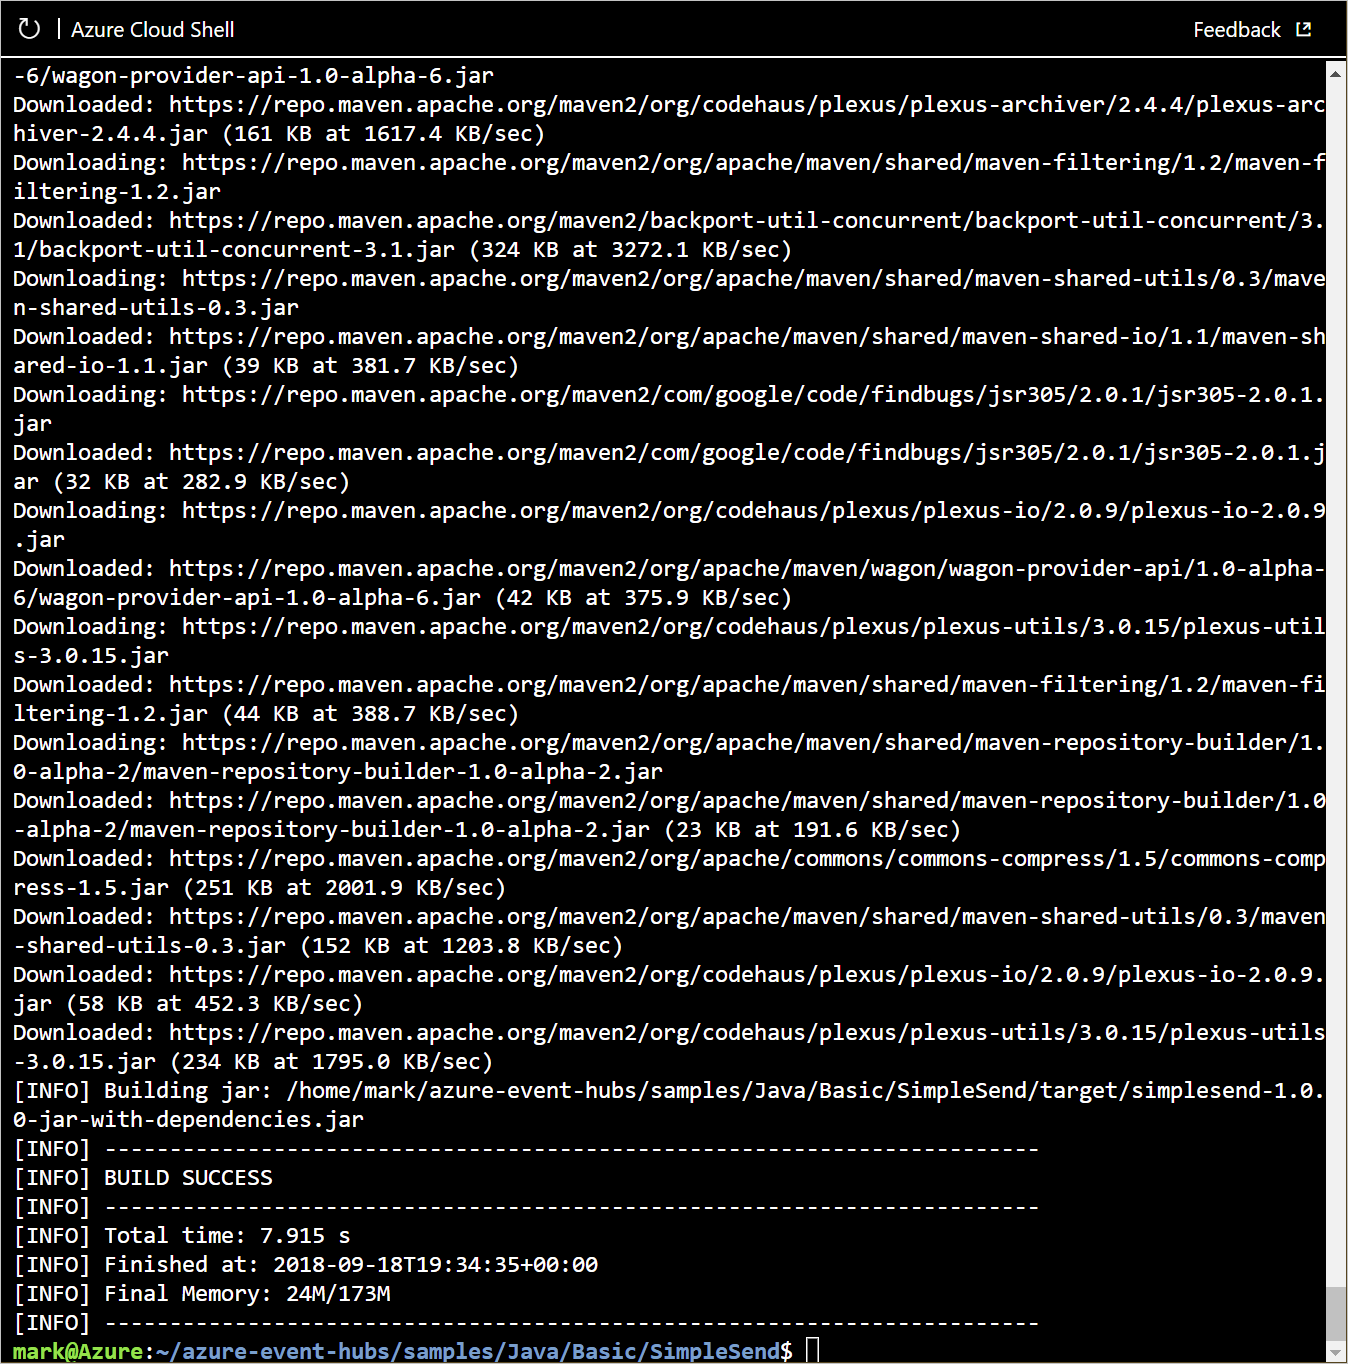 Azure Cloud Shell
Feedback
-6/wagon-provider-api-1.0-alpha-6.jar
Downloaded: https://repo.maven.apache.org/maven2/org/codehaus/plexus/plexus-archiver/2.4.4/plexus-arc
hiver-2.4.4.jar (161 KB at 1617.4 KB/sec)
Downloading: https://repo.maven.apache.org/maven2/org/apache/maven/shared/maven-filtering/1.2/maven-f
iltering-1.2.jar
Downloaded: https://repo.maven.apache.org/maven2/backport-util-concurrent/backport-util-concurrent/3.
1/backport-util-concurrent-3.1.jar (324 KB at 3272.1 KB/sec)
Downloading: https://repo.maven.apache.org/maven2/org/apache/maven/shared/maven-shared-utils/0.3/mave
n-shared-utils-0.3.jar
Downloaded: https://repo.maven.apache.org/maven2/org/apache/maven/shared/maven-shared-io/1.1/maven-sh
ared-io-1.1.jar (39 KB at 381.7 KB/sec)
Downloading: https://repo.maven.apache.org/maven2/com/google/code/findbugs/jsr305/2.0.1/jsr305-2.0.1.
jar
Downloaded: https://repo.maven.apache.org/maven2/com/google/code/findbugs/jsr305/2.0.1/jsr305-2.0.1.j
ar (32 KB at 282.9 KB/sec)
Downloading: https://repo.maven.apache.org/maven2/org/codehaus/plexus/plexus-io/2.0.9/plexus-io-2.0.9
.jar
Downloaded: https://repo.maven.apache.org/maven2/org/apache/maven/wagon/wagon-provider-api/1.0-alpha-
6/wagon-provider-api-1.0-alpha-6.jar (42 KB at 375.9 KB/sec)
Downloading: https://repo.maven.apache.org/maven2/org/codehaus/plexus/plexus-utils/3.0.15/plexus-util
s-3.0.15.jar
Downloaded: https://repo.maven.apache.org/maven2/org/apache/maven/shared/maven-filtering/1.2/maven-fi
ltering-1.2.jar (44 KB at 388.7 KB/sec)
Downloading: https://repo.maven.apache.org/maven2/org/apache/maven/shared/maven-repository-builder/1.
0-alpha-2/maven-repository-builder-1.0-alpha-2.jar
Downloaded: https://repo.maven.apache.org/maven2/org/apache/maven/shared/maven-repository-builder/1.0
-alpha-2/maven-repository-builder-1.0-alpha-2.jar (23 KB at 191.6 KB/sec)
Downloaded: https://repo.maven.apache.org/maven2/org/apache/commons/commons-compress/1.5/commons-comp
ress-1.5.jar (251 KB at 2001.9 KB/sec)
Downloaded: https://repo.maven.apache.org/maven2/org/apache/maven/shared/maven-shared-utils/0.3/maven
-shared-utils-0.3.jar (152 KB at 1203.8 KB/sec)
Downloaded: https://repo.maven.apache.org/maven2/org/codehaus/plexus/plexus-io/2.0.9/plexus-io-2.0.9.
jar (58 KB at 452.3 KB/sec)
Downloaded: https://repo.maven.apache.org/maven2/org/codehaus/plexus/plexus-utils/3.0.15/plexus-utils
-3.0.15.jar (234 KB at 1795.0 KB/sec)
[INFO] Building jar: /home/mark/azure-event-hubs/samples/Java/Basic/SimpleSend/target/simplesend-1.0.
0-jar-with-dependencies.jar
[INFO] ------------------------------------------------------------------------
[INFO] BUILD SUCCESS
[INFO] ------------------------------------------------------------------------
[INFO] Total time: 7.915 s
[INFO] Finished at: 2018-09-18T19:34:35+00:00
[INFO] Final Memory: 24M/173M
[INFO] ------------------------------------------------------------------------
mark@Azure:~/azure-event-hubs/samples/Java/Basic/SimpleSend$